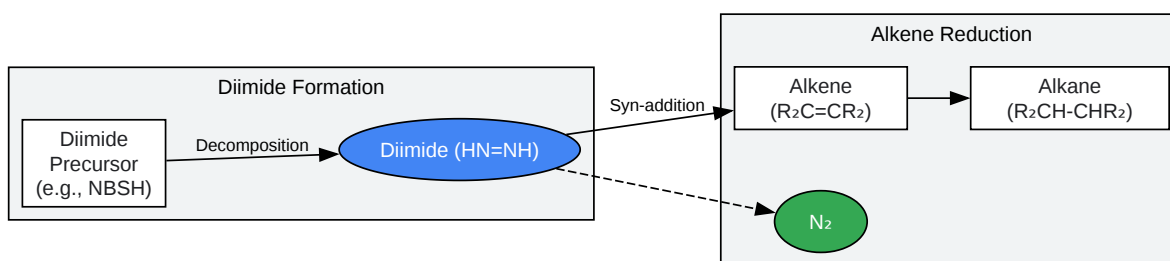 Diimide Formation
Diimide
Precursor
(e.g., NBSH)
Decomposition
Diimide (HN=NH)
Syn-addition
Alkene Reduction
Alkene
(R₂C=CR₂)
Alkane
(R₂CH-CHR₂)
N₂